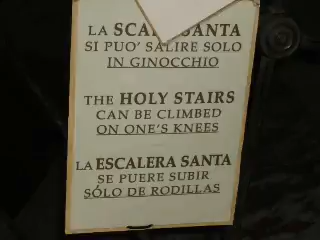 LA SCA SANTA
SI PUO' SALIRE SOLO
IN GINOCCHIO
THE HOLY STAIRS
CAN BE CLIMBED
ON ONE'S KNEES
LA ESCALERA SANTA
SE PUERE SUBIR
SÓLO DE RODILLAS